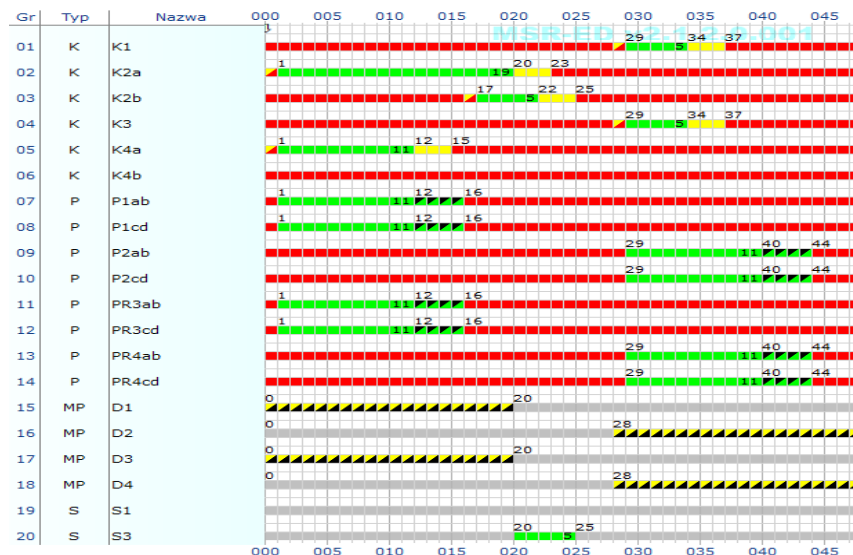 Gr Typ Nazwa 000 005 010 015 020 025 030 035 040 045
29 34 37
01 K K1 5
1 20 23
02 K K2a 19
17 22 25
03 K K2b 5
29 34 37
04 K K3 5
1 12 15
05 K K4a 11
06 K K4b
1 12 16
07 P P1ab 11
1 12 16
08 P P1cd 11
29 40 44
09 P P2ab 11
29 40 44
10 P P2cd 11
1 12 16
11 P PR3ab 11
1 12 16
12 P PR3cd 11
29 40 44
13 P PR4ab 11
29 40 44
14 P PR4cd 11
0 20
15 MP D1
0 28
16 MP D2
0 20
17 MP D3
0 28
18 MP D4
19 S S1
20 25
20 S S3 5
000 005 010 015 020 025 030 035 040 045